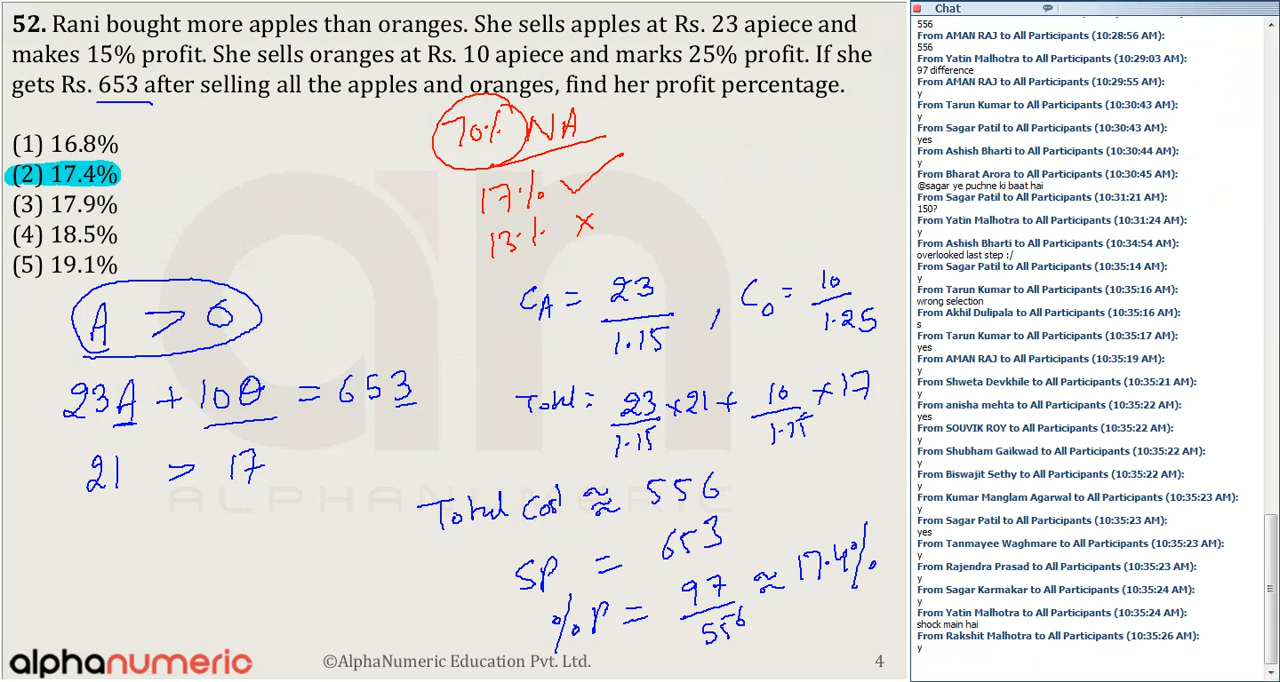 52. Rani bought more apples than oranges. She sells apples at Rs. 23 apiece and
makes 15% profit. She sells oranges at Rs. 10 apiece and marks 25% profit. If she
gets Rs. 653 after selling all the apples and oranges, find her profit percentage.
70% NA
(1) 16.8%
(2) 17.4%
17% ✓
(3) 17.9%
13% ×
(4) 18.5%
(5) 19.1%
A > O
23A + 10O = 653
21 > 17
C_A = 23/1.15 , C_O = 10/1.25
Total = 23/1.15 × 21 + 10/1.25 × 17
Total Cost ≈ 556
SP = 653
% P = 97/556 ≈ 17.4%
ALPHANUMERIC
alphanumeric
©AlphaNumeric Education Pvt. Ltd.
4
Chat
556
From AMAN RAJ to All Participants (10:28:56 AM):
556
From Yatin Malhotra to All Participants (10:29:03 AM):
97 difference
From AMAN RAJ to All Participants (10:29:55 AM):
y
From Tarun Kumar to All Participants (10:30:43 AM):
y
From Sagar Patil to All Participants (10:30:43 AM):
yes
From Ashish Bharti to All Participants (10:30:44 AM):
y
From Bharat Arora to All Participants (10:30:45 AM):
@sagar ye puchne ki baat hai
From Sagar Patil to All Participants (10:31:21 AM):
150?
From Yatin Malhotra to All Participants (10:31:24 AM):
y
From Ashish Bharti to All Participants (10:34:54 AM):
overlooked last step :/
From Sagar Patil to All Participants (10:35:14 AM):
y
From Tarun Kumar to All Participants (10:35:16 AM):
wrong selection
From Akhil Dulipala to All Participants (10:35:16 AM):
s
From Tarun Kumar to All Participants (10:35:17 AM):
yes
From AMAN RAJ to All Participants (10:35:19 AM):
y
From Shweta Devkhile to All Participants (10:35:21 AM):
y
From anisha mehta to All Participants (10:35:22 AM):
yes
From SOUVIK ROY to All Participants (10:35:22 AM):
y
From Shubham Gaikwad to All Participants (10:35:22 AM):
y
From Biswajit Sethy to All Participants (10:35:22 AM):
y
From Kumar Manglam Agarwal to All Participants (10:35:23 AM):
y
From Sagar Patil to All Participants (10:35:23 AM):
yes
From Tanmayee Waghmare to All Participants (10:35:23 AM):
y
From Rajendra Prasad to All Participants (10:35:23 AM):
y
From Sagar Karmakar to All Participants (10:35:24 AM):
y
From Yatin Malhotra to All Participants (10:35:24 AM):
shock main hai
From Rakshit Malhotra to All Participants (10:35:26 AM):
y